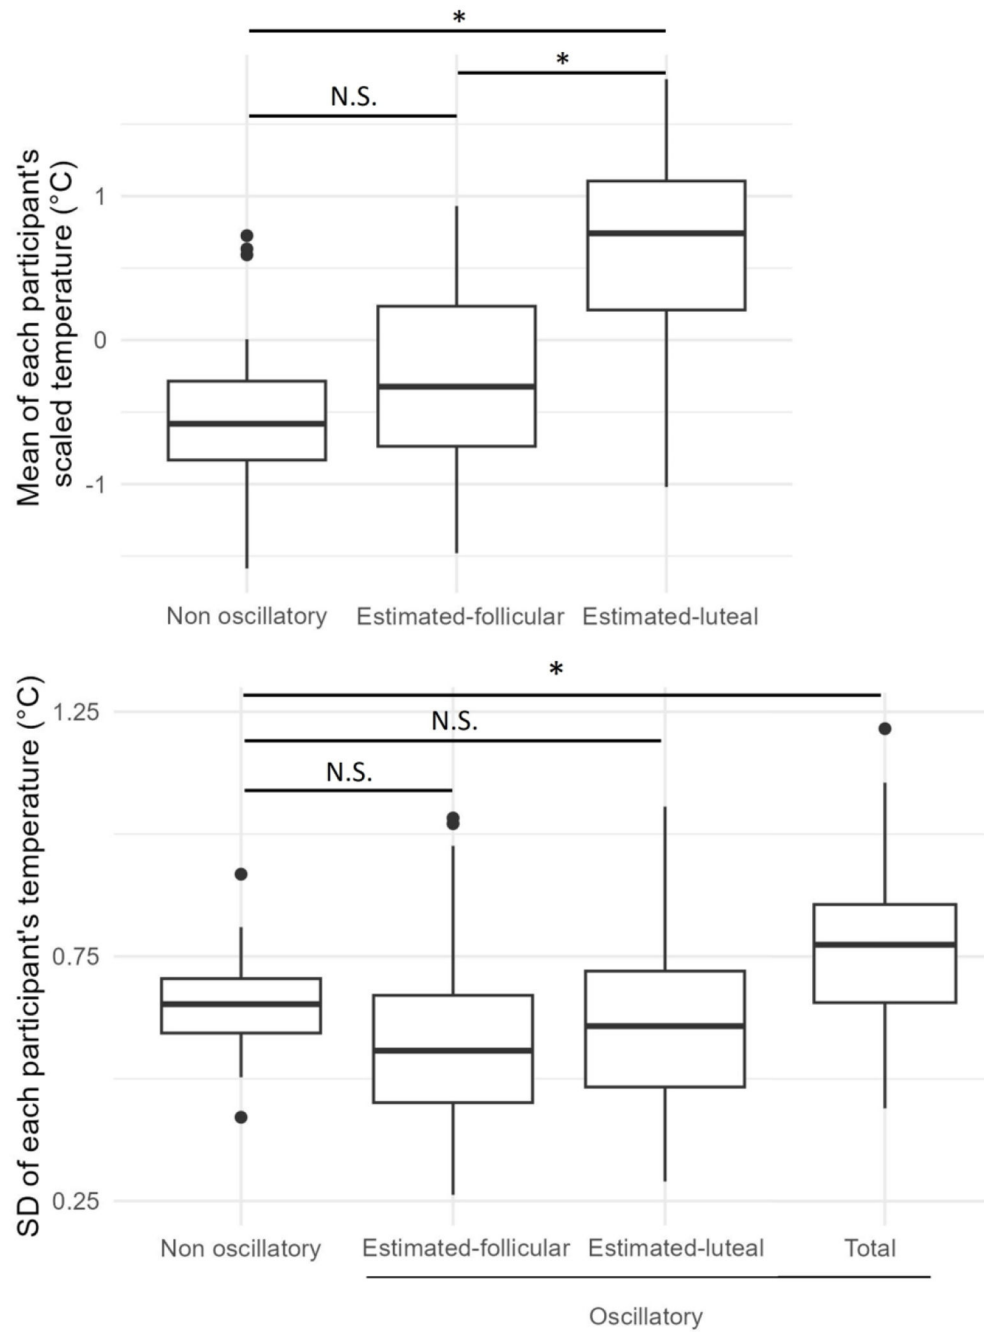 *
*
N.S.
Mean of each participant's
scaled temperature (°C)
1
0
-1
Non oscillatory
Estimated-follicular
Estimated-luteal
*
N.S.
N.S.
SD of each participant's temperature (°C)
1.25
0.75
0.25
Non oscillatory
Estimated-follicular
Estimated-luteal
Total
Oscillatory